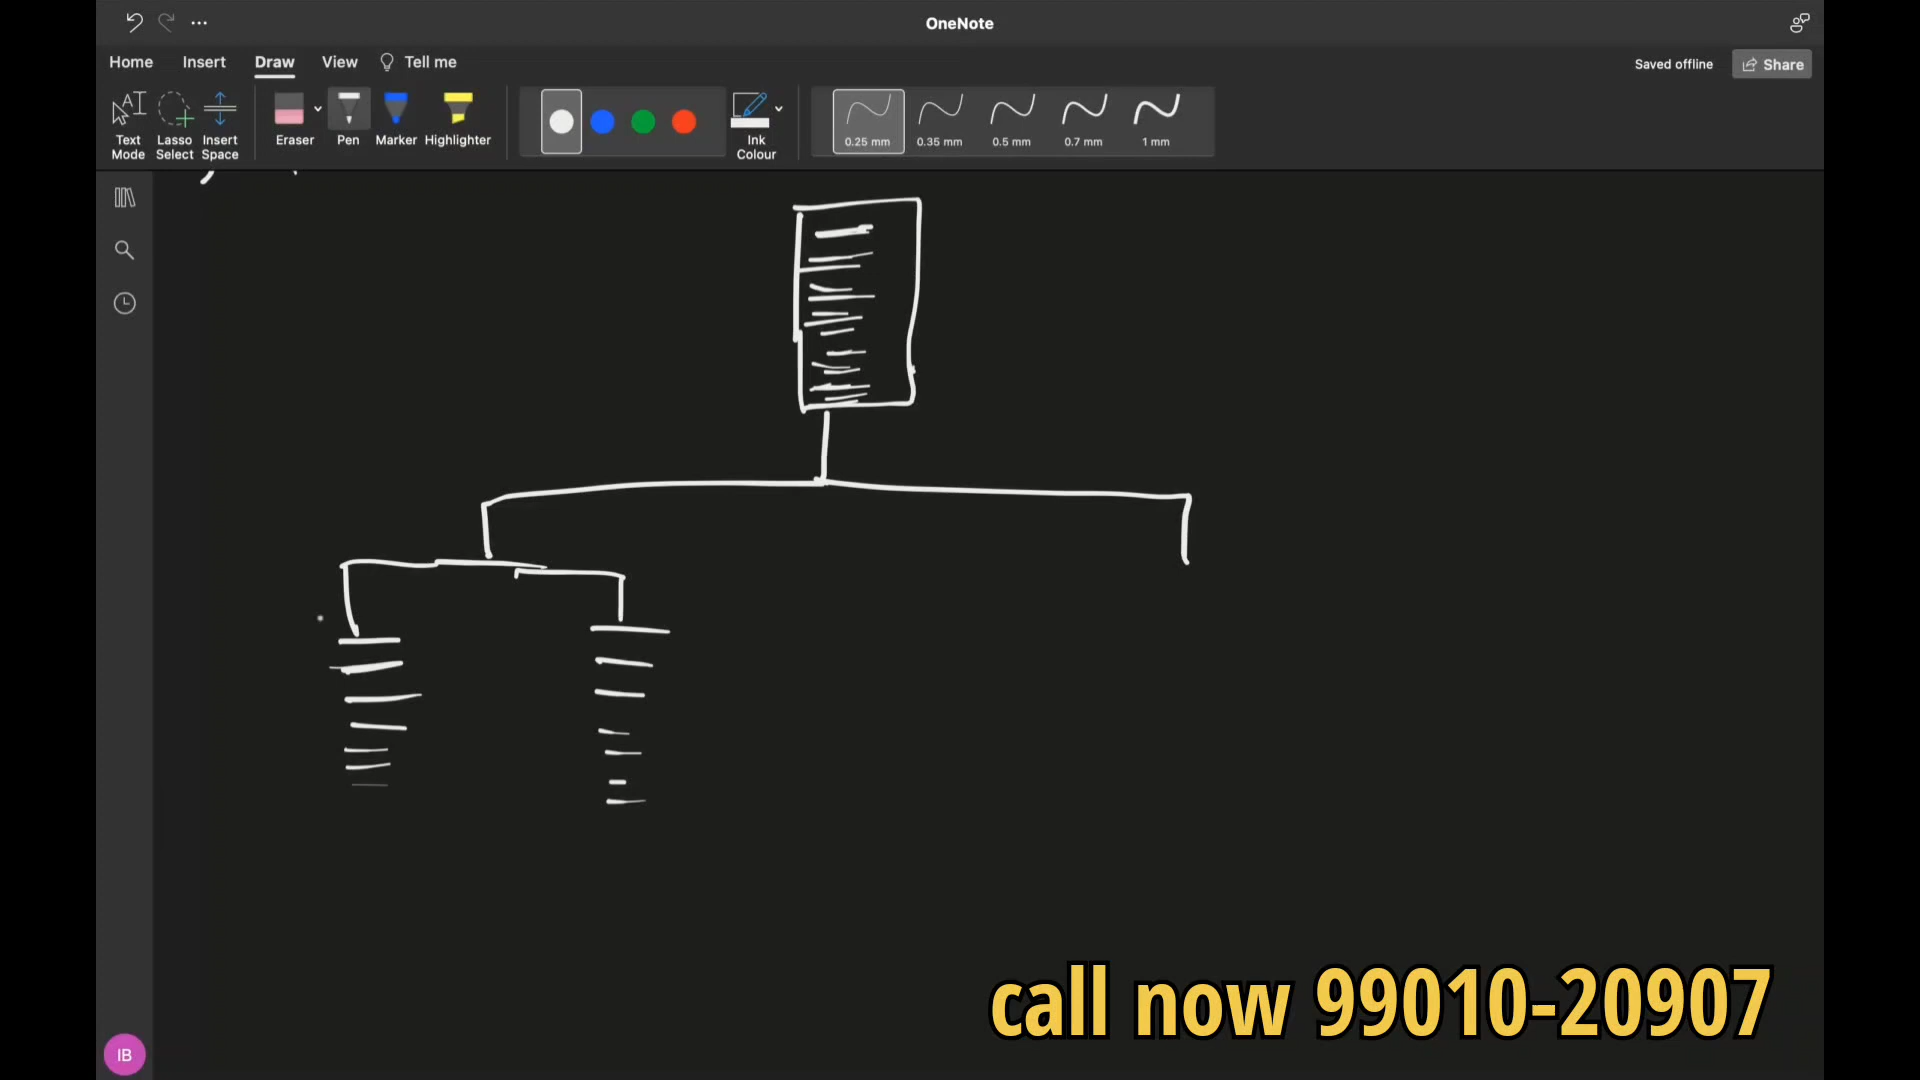 OneNote
Home Insert Draw View Tell me
Saved offline Share
Text Mode
Lasso Select
Insert Space
Eraser
Pen
Marker
Highlighter
Ink Colour
0.25 mm
0.35 mm
0.5 mm
0.7 mm
1 mm
IB
call now 99010-20907